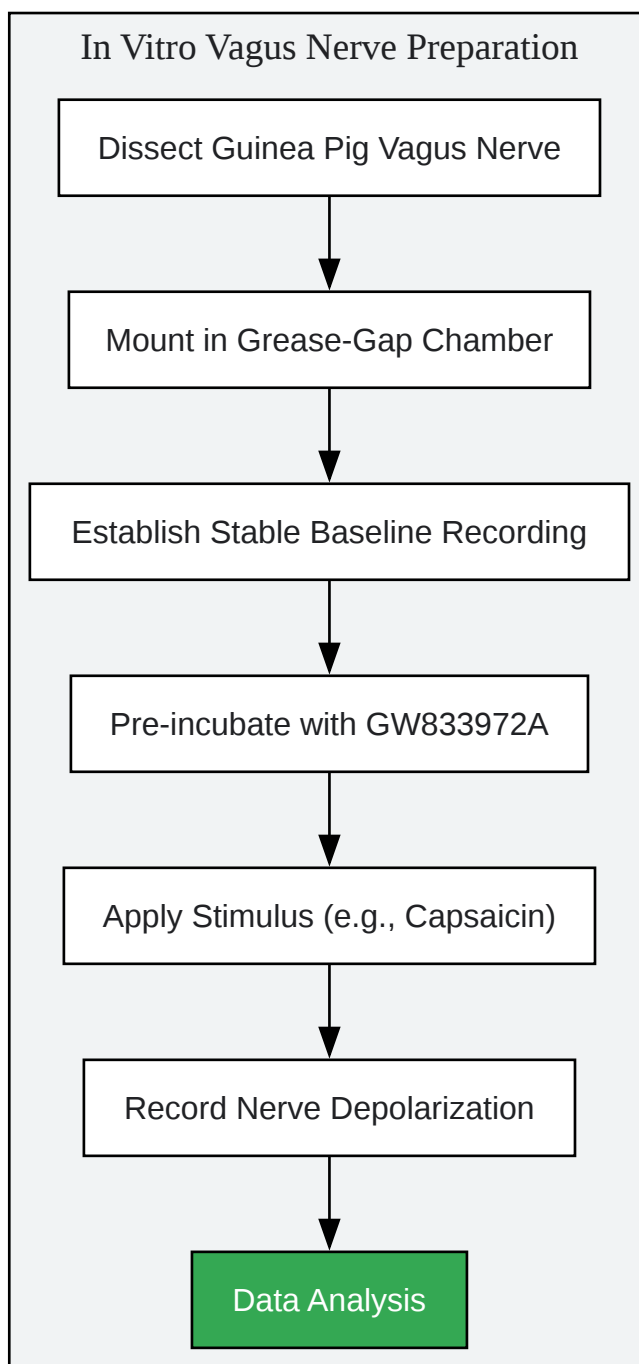 In Vitro Vagus Nerve Preparation
Dissect Guinea Pig Vagus Nerve
Mount in Grease-Gap Chamber
Establish Stable Baseline Recording
Pre-incubate with GW833972A
Apply Stimulus (e.g., Capsaicin)
Record Nerve Depolarization
Data Analysis